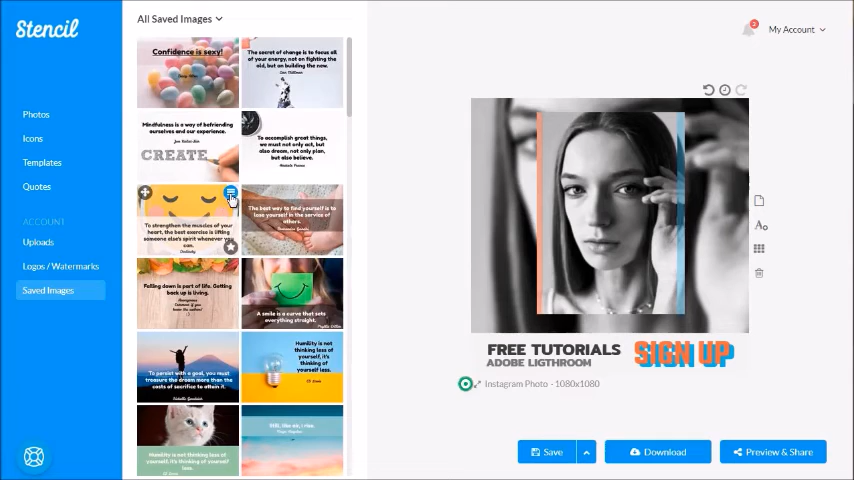 Stencil
Photos
Icons
Templates
Quotes
ACCOUNT
Uploads
Logos / Watermarks
Saved Images
All Saved Images
Confidence is sexy!
The secret of change is to focus all
of your energy, not on fighting the
old, but on building the new.
Mindfulness is a way of befriending
ourselves and our experience.
CREATE
To accomplish great things,
we must not only act, but
also dream, not only plan,
but also believe.
To strengthen the muscles of your
heart, the best exercise is lifting
someone else's spirit whenever you
can.
The best way to find yourself is to
lose yourself in the service of
others.
Falling down is part of life. Getting
back up is living.
A smile is a curve that sets
everything straight.
To persist with a goal, you must
treasure the dream more than the
costs of sacrifice to attain it.
Humility is not
thinking less of
yourself, it's
thinking of
yourself less.
Humility is not thinking less of
yourself, it's thinking of yourself
less.
Still, like air, I rise.
2
My Account
FREE TUTORIALS
ADOBE LIGTHROOM
SIGN UP
Instagram Photo - 1080x1080
Save
Download
Preview & Share